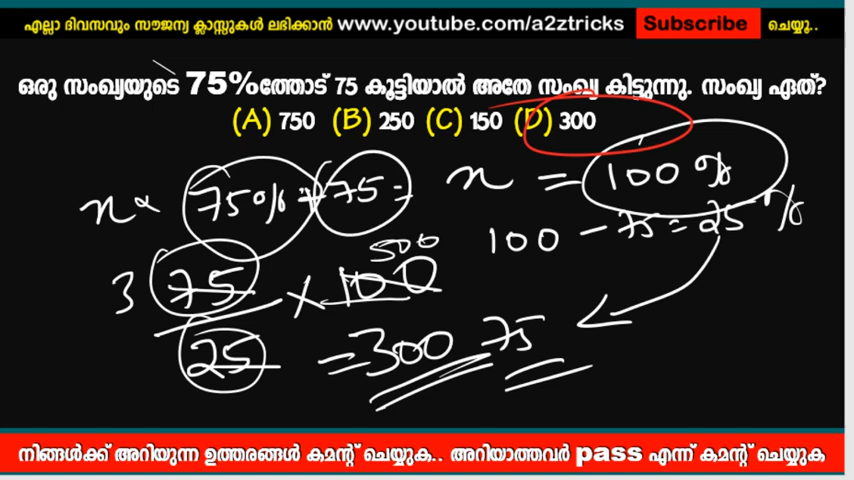 എല്ലാ ദിവസവും സൗജന്യ ക്ലാസ്സുകൾ ലഭിക്കാൻ www.youtube.com/a2ztricks Subscribe ചെയ്യൂ..
ഒരു സംഖ്യയുടെ 75%ത്തോട് 75 കൂട്ടിയാൽ അതേ സംഖ്യ കിട്ടുന്നു. സംഖ്യ ഏത്?
(A) 750 (B) 250 (C) 150 (D) 300
n × 75% + 75 = n = 100%
100 - 75 = 25%
3 75 × 100
25 = 300 75
നിങ്ങൾക്ക് അറിയുന്ന ഉത്തരങ്ങൾ കമന്റ് ചെയ്യുക.. അറിയാത്തവർ pass എന്ന് കമന്റ് ചെയ്യുക